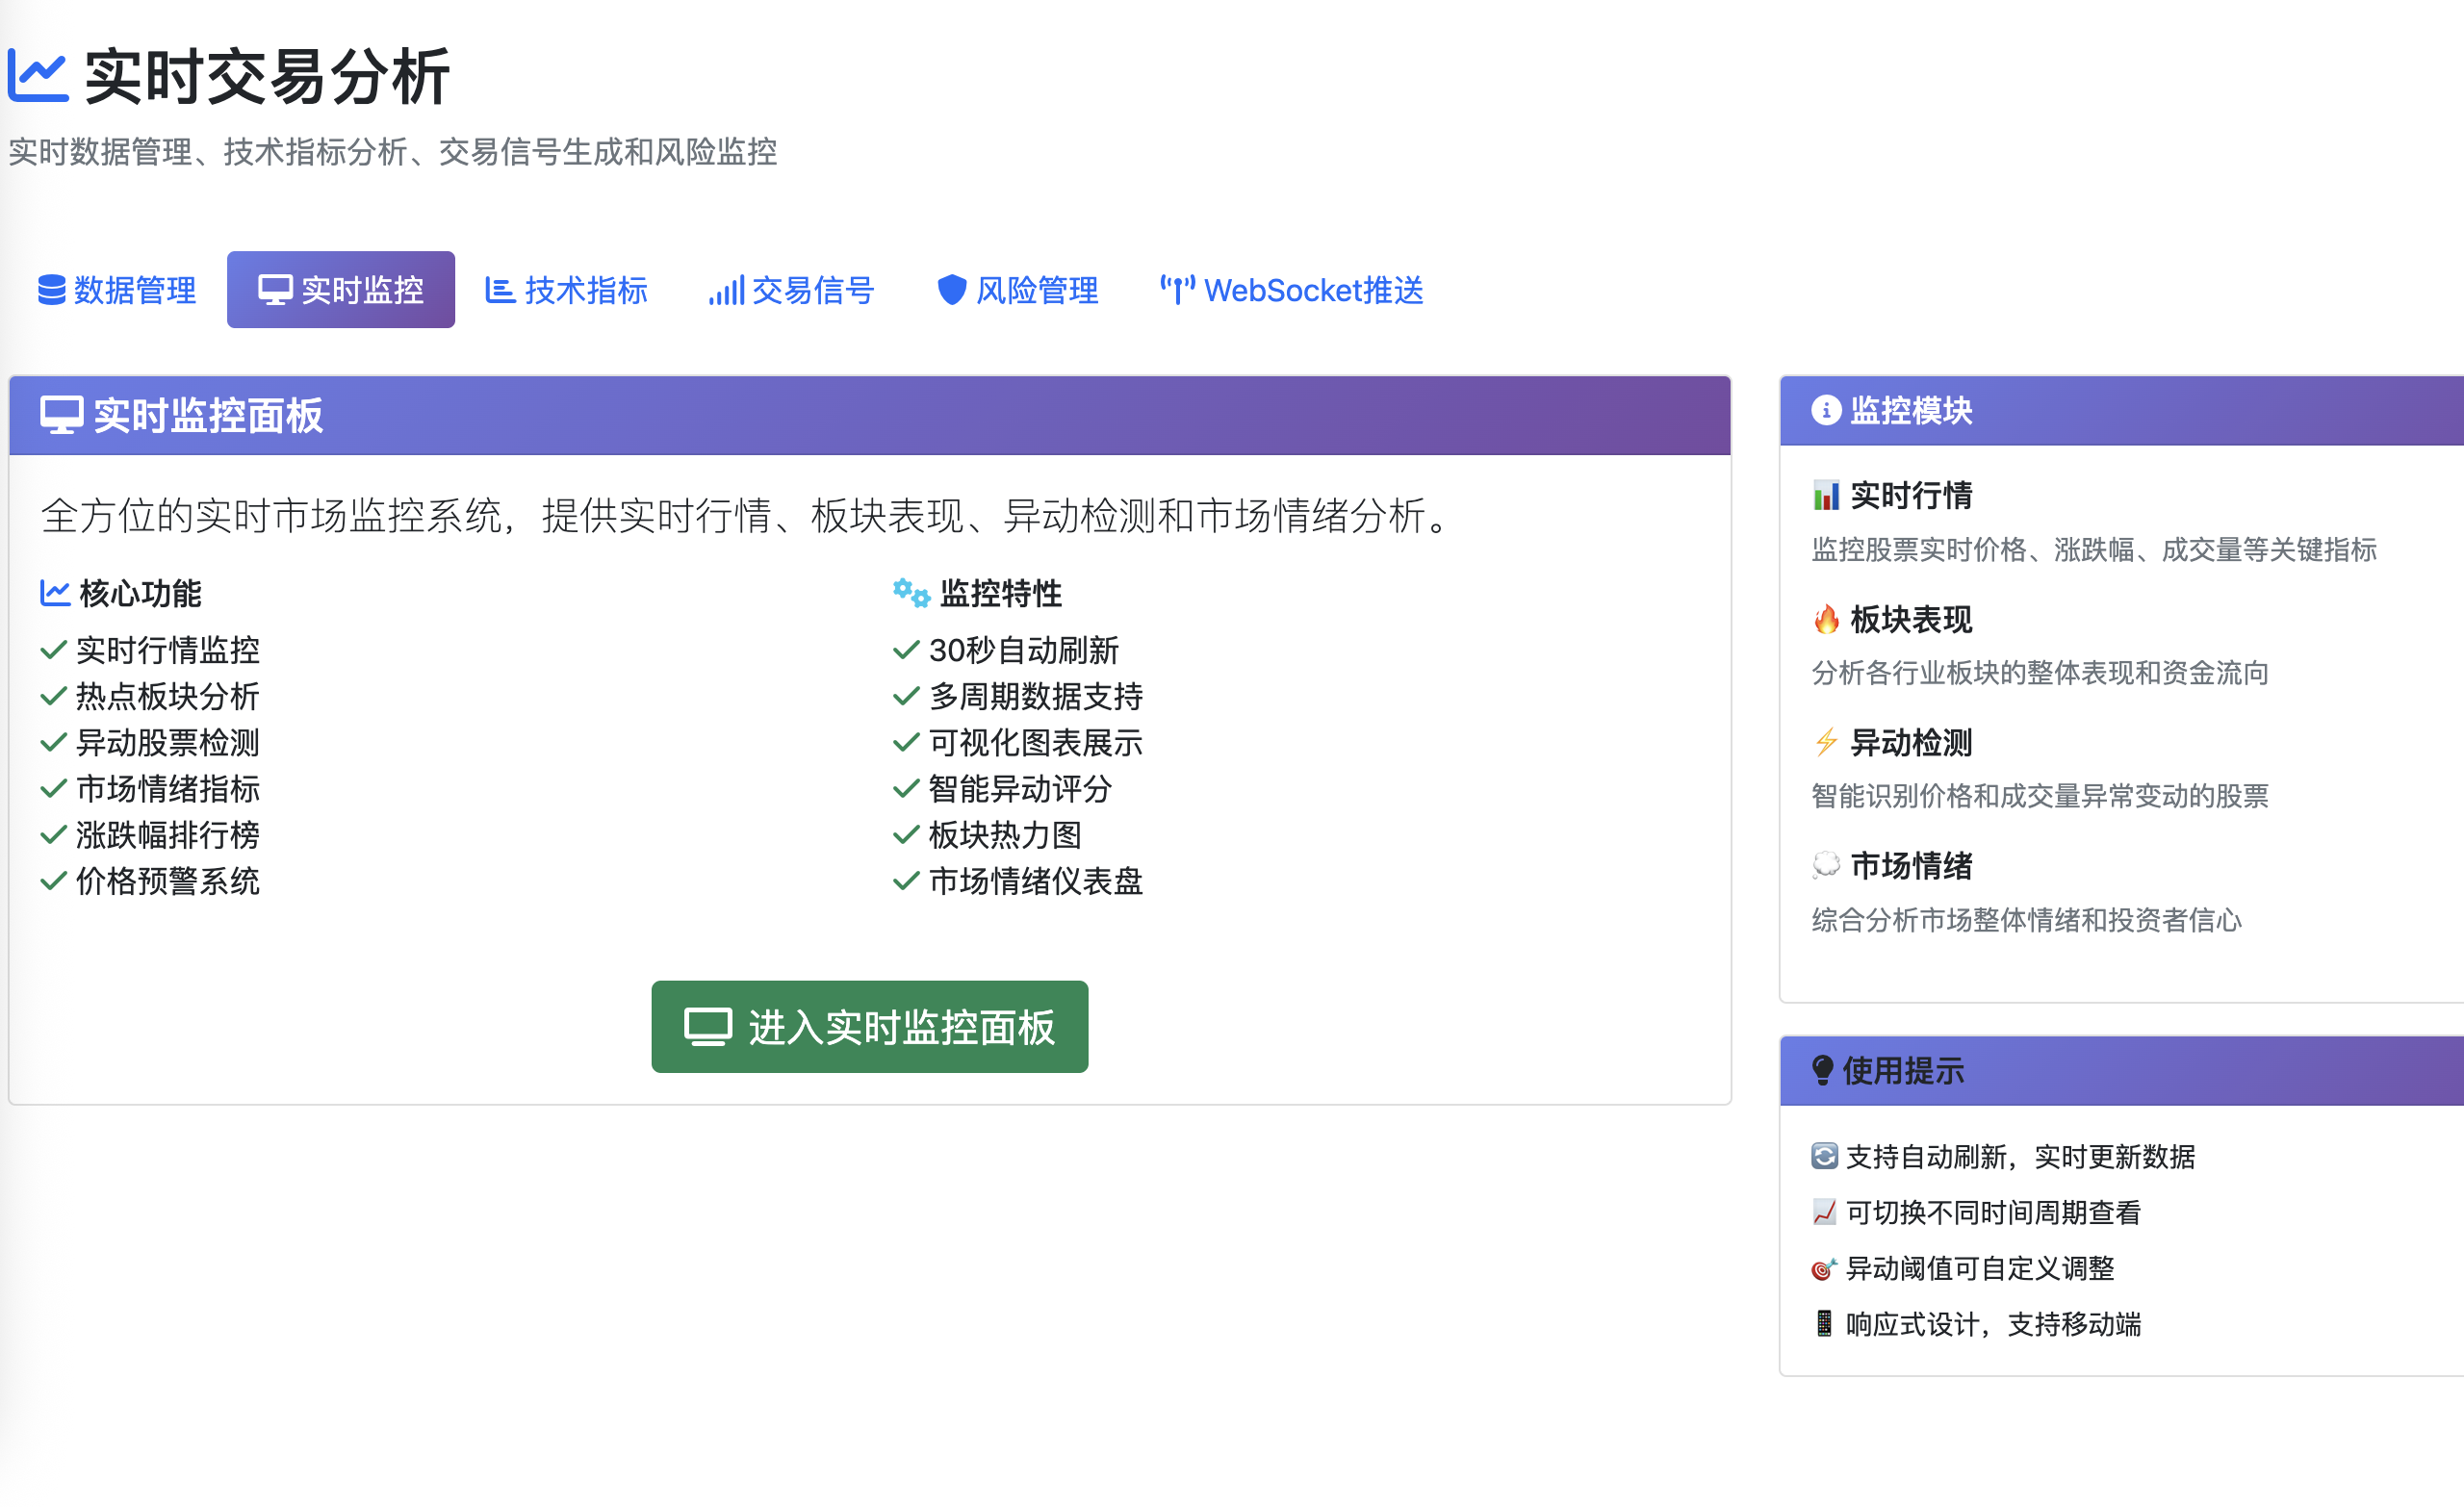 实时交易分析
实时数据管理、技术指标分析、交易信号生成和风险监控
数据管理 实时监控 技术指标 交易信号 风险管理 WebSocket推送
实时监控面板
全方位的实时市场监控系统，提供实时行情、板块表现、异动检测和市场情绪分析。
核心功能
实时行情监控
热点板块分析
异动股票检测
市场情绪指标
涨跌幅排行榜
价格预警系统
监控特性
30秒自动刷新
多周期数据支持
可视化图表展示
智能异动评分
板块热力图
市场情绪仪表盘
进入实时监控面板
监控模块
实时行情
监控股票实时价格、涨跌幅、成交量等关键指标
板块表现
分析各行业板块的整体表现和资金流向
异动检测
智能识别价格和成交量异常变动的股票
市场情绪
综合分析市场整体情绪和投资者信心
使用提示
支持自动刷新，实时更新数据
可切换不同时间周期查看
异动阈值可自定义调整
响应式设计，支持移动端